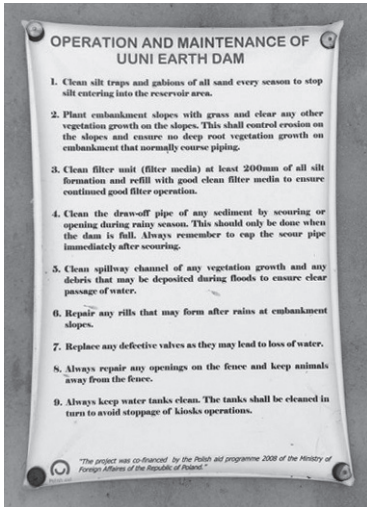 OPERATION AND MAINTENANCE OF
UUNI EARTH DAM
1. Clean silt traps and gabions of all sand every season to stop
silt entering into the reservoir area.
2. Plant embankment slopes with grass and clear any other
vegetation growth on the slopes. This shall control erosion on
the slopes and ensure no deep root vegetation growth on
embankment that normally course piping.
3. Clean filter unit (filter media) at least 200mm of all silt
formation and refill with good clean filter media to ensure
continued good filter operation.
4. Clean the draw-off pipe of any sediment by scouring or
opening during rainy season. This should only be done when
the dam is full. Always remember to cap the scour pipe
immediately after scouring.
5. Clean spillway channel of any vegetation growth and any
debris that may be deposited during floods to ensure clear
passage of water.
6. Repair any rills that may form after rains at embankment
slopes.
7. Replace any defective valves as they may lead to loss of water.
8. Always repair any openings on the fence and keep animals
away from the fence.
9. Always keep water tanks clean. The tanks shall be cleaned in
turn to avoid stoppage of kiosks operations.
"The project was co-financed by the Polish aid programme 2008 of the Ministry of
Foreign Affairs of the Republic of Poland."